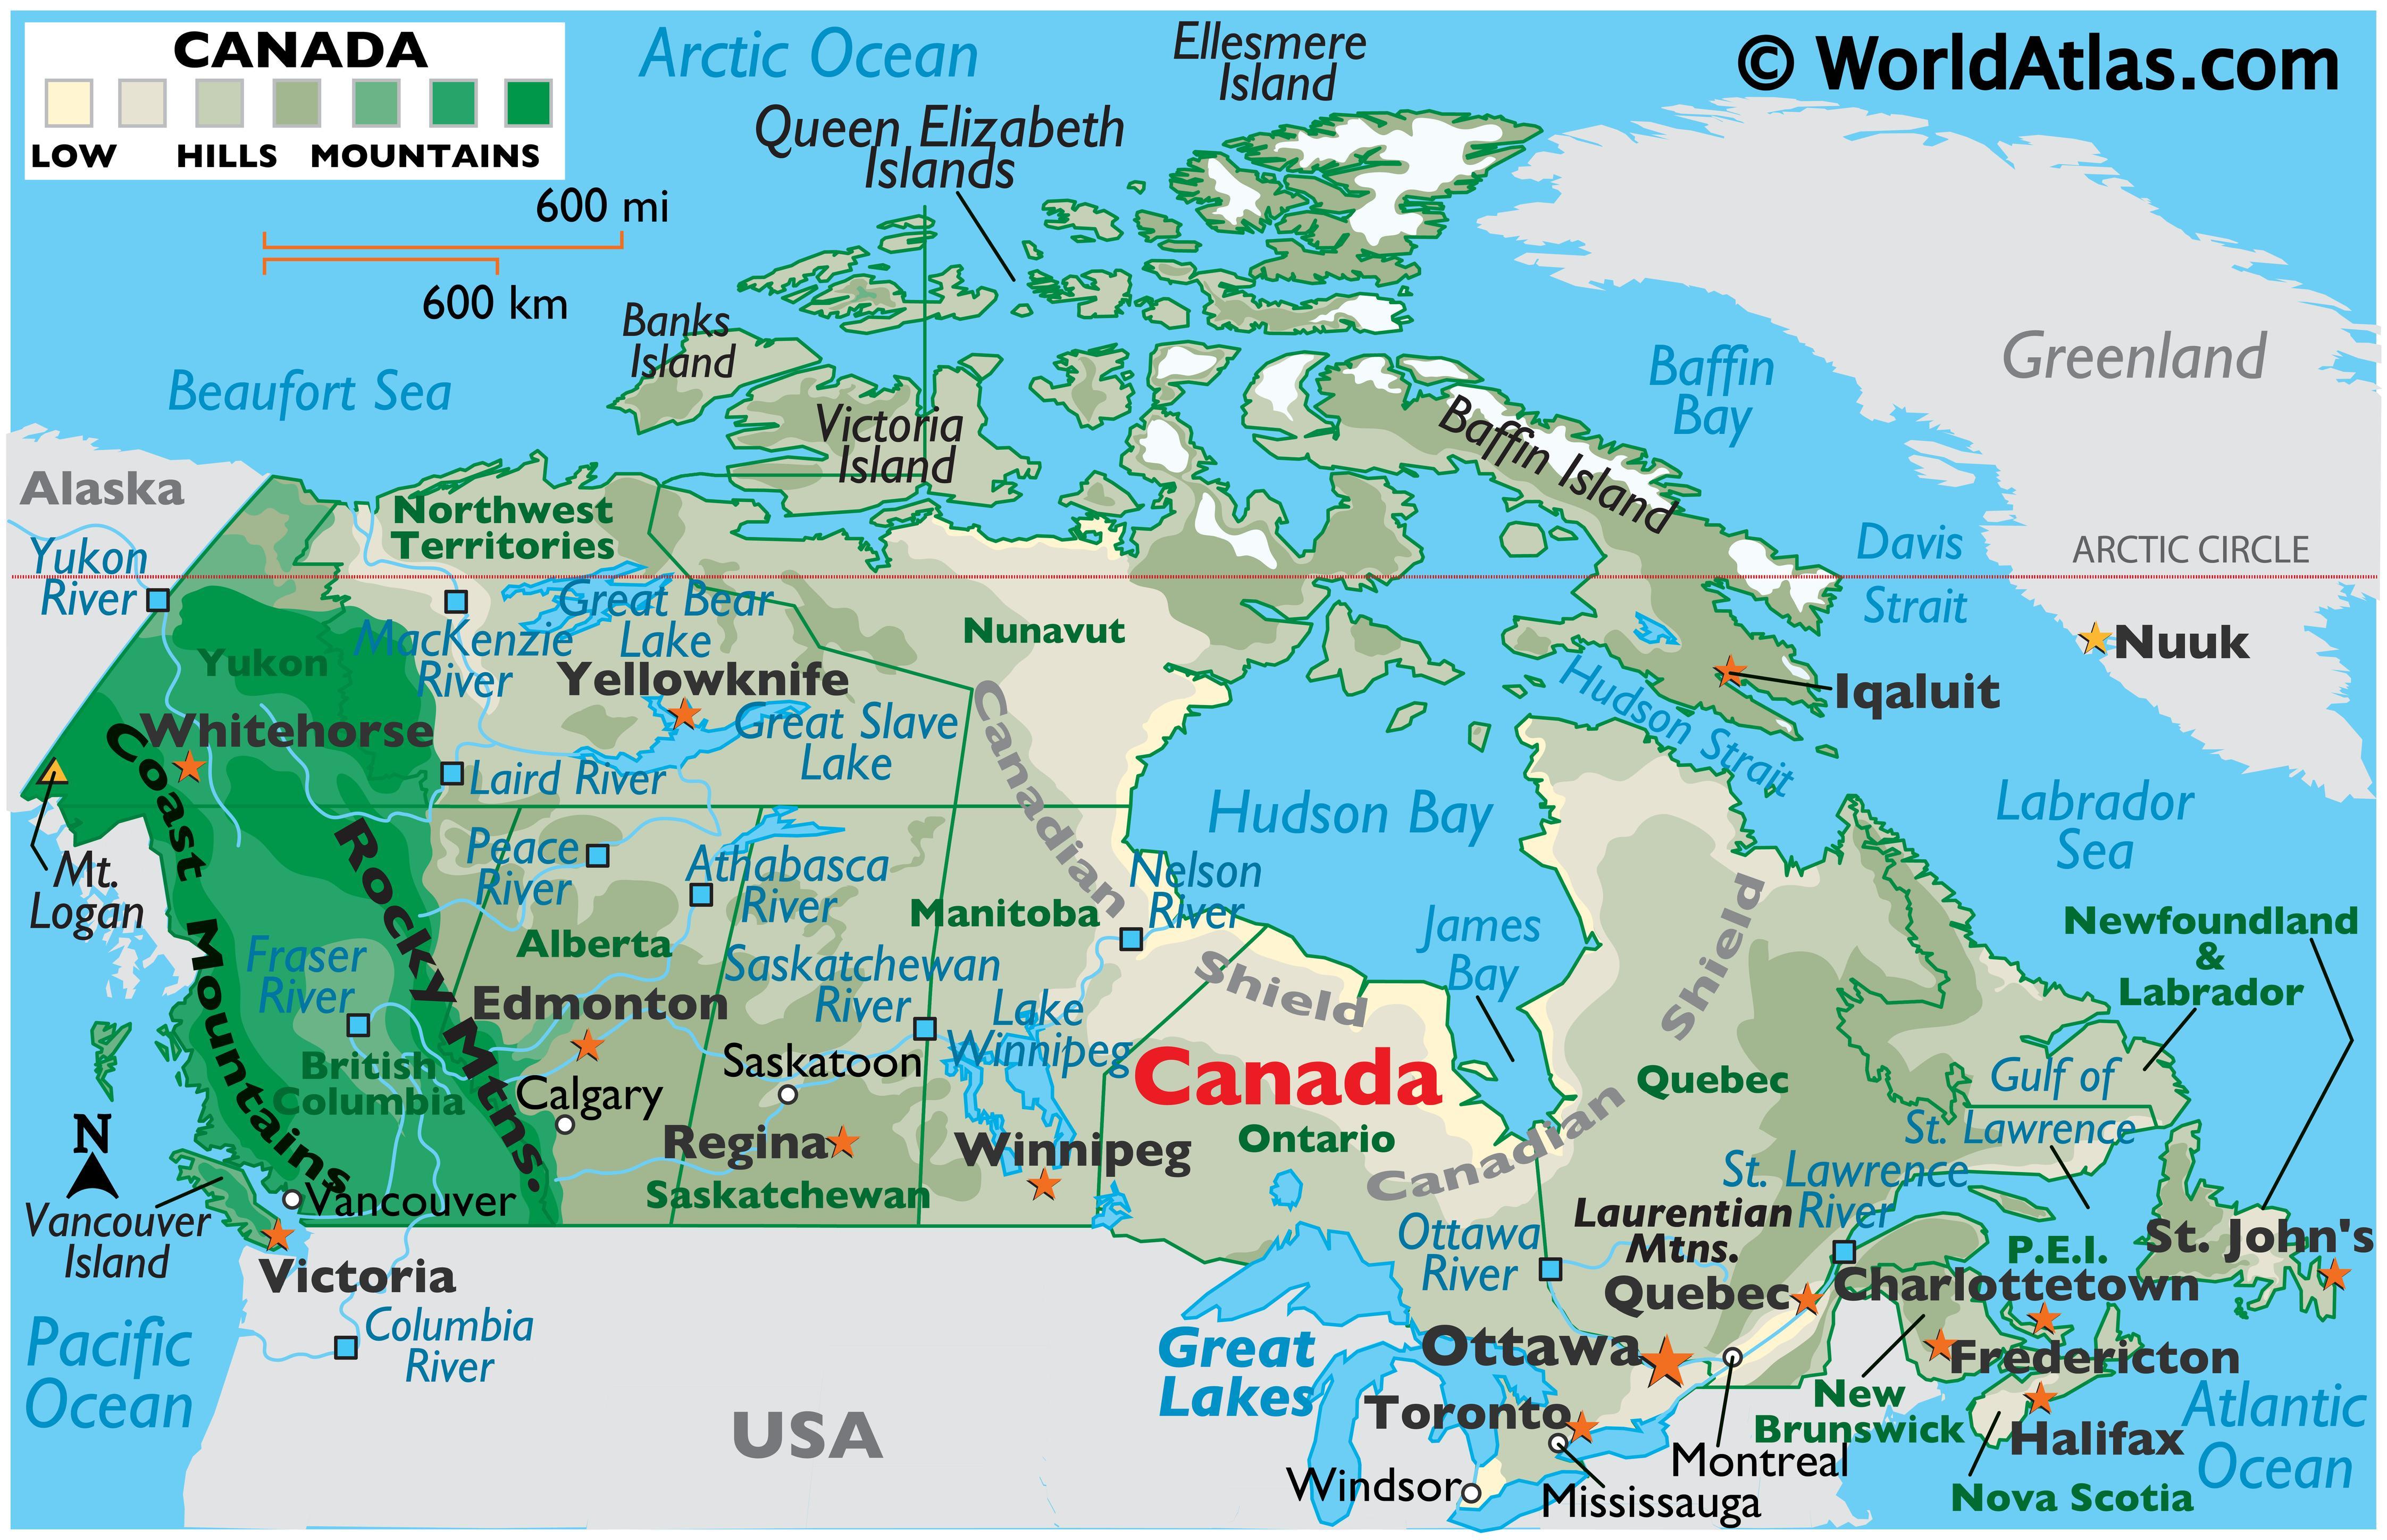 CANADA
LOW HILLS MOUNTAINS
600 mi
600 km
Arctic Ocean
Ellesmere
Island
© WorldAtlas.com
Queen Elizabeth
Islands
Banks
Island
Beaufort Sea
Victoria
Island
Baffin Island
Baffin
Bay
Greenland
Alaska
Northwest
Territories
Davis
Strait
ARCTIC CIRCLE
Yukon
River
Great Bear
Lake
MacKenzie
River
Nunavut
Nuuk
Yukon
Yellowknife
Iqaluit
Hudson Strait
Whitehorse
Great Slave
Lake
Laird River
Canadian
Shield
Hudson Bay
Labrador
Sea
Coast Mountains
Rocky Mtns.
Mt.
Logan
Peace
River
Athabasca
River
Nelson
River
Manitoba
Alberta
James
Bay
Shield
Canadian
Newfoundland
&
Labrador
Fraser
River
Saskatchewan
River
Edmonton
Lake
Winnipeg
British
Columbia
Saskatoon
Canada
Quebec
Gulf of
St. Lawrence
N
Calgary
Regina
Winnipeg
Ontario
Saskatchewan
Vancouver
Vancouver
Island
Victoria
St. Lawrence
River
Laurentian
Mtns.
Ottawa
River
P.E.I.
St. John's
Quebec
Charlottetown
Columbia
River
Pacific
Ocean
Great
Lakes
Ottawa
Fredericton
New
Brunswick
Toronto
Halifax
Atlantic
Ocean
USA
Montreal
Windsor
Mississauga
Nova Scotia